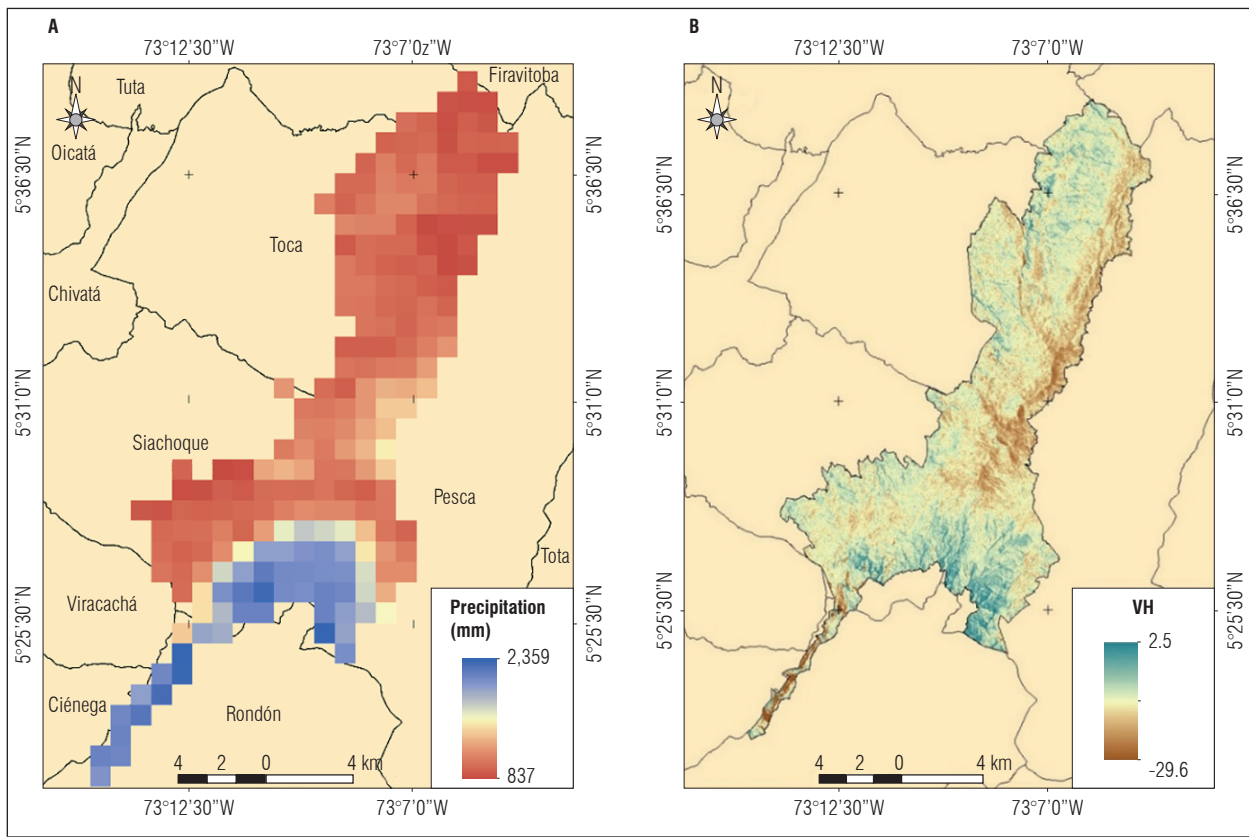 A
73°12'30"W
73°7'0z"W
N
Tuta
Firavitoba
Oicatá
5°36'30"N
5°36'30"N
Toca
Chivatá
5°31'0"N
5°31'0"N
Siachoque
Pesca
Tota
Viracachá
5°25'30"N
5°25'30"N
Ciénega
Rondón
Precipitation
(mm)
2,359
837
4 2 0 4 km
73°12'30"W
73°7'0"W
B
73°12'30"W
73°7'0"W
N
5°36'30"N
5°36'30"N
5°31'0"N
5°31'0"N
5°25'30"N
5°25'30"N
VH
2.5
-29.6
4 2 0 4 km
73°12'30"W
73°7'0"W